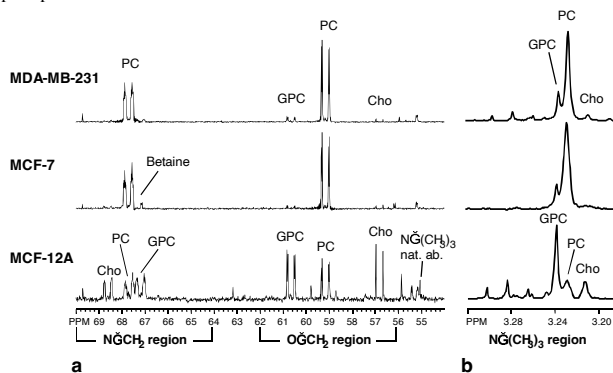 PC
PC
GPC
MDA-MB-231
GPC
Cho
Cho
MCF-7
Betaine
GPC
MCF-12A
PC
GPC
Cho
GPC
PC
Cho
NĞ(CH3)3
nat. ab.
PC
Cho
PPM 69 68 67 66 65 64 63 62 61 60 59 58 57 56 55
PPM 3.28 3.24 3.20
NĞCH2 region
OĞCH2 region
NĞ(CH3)3 region
a
b